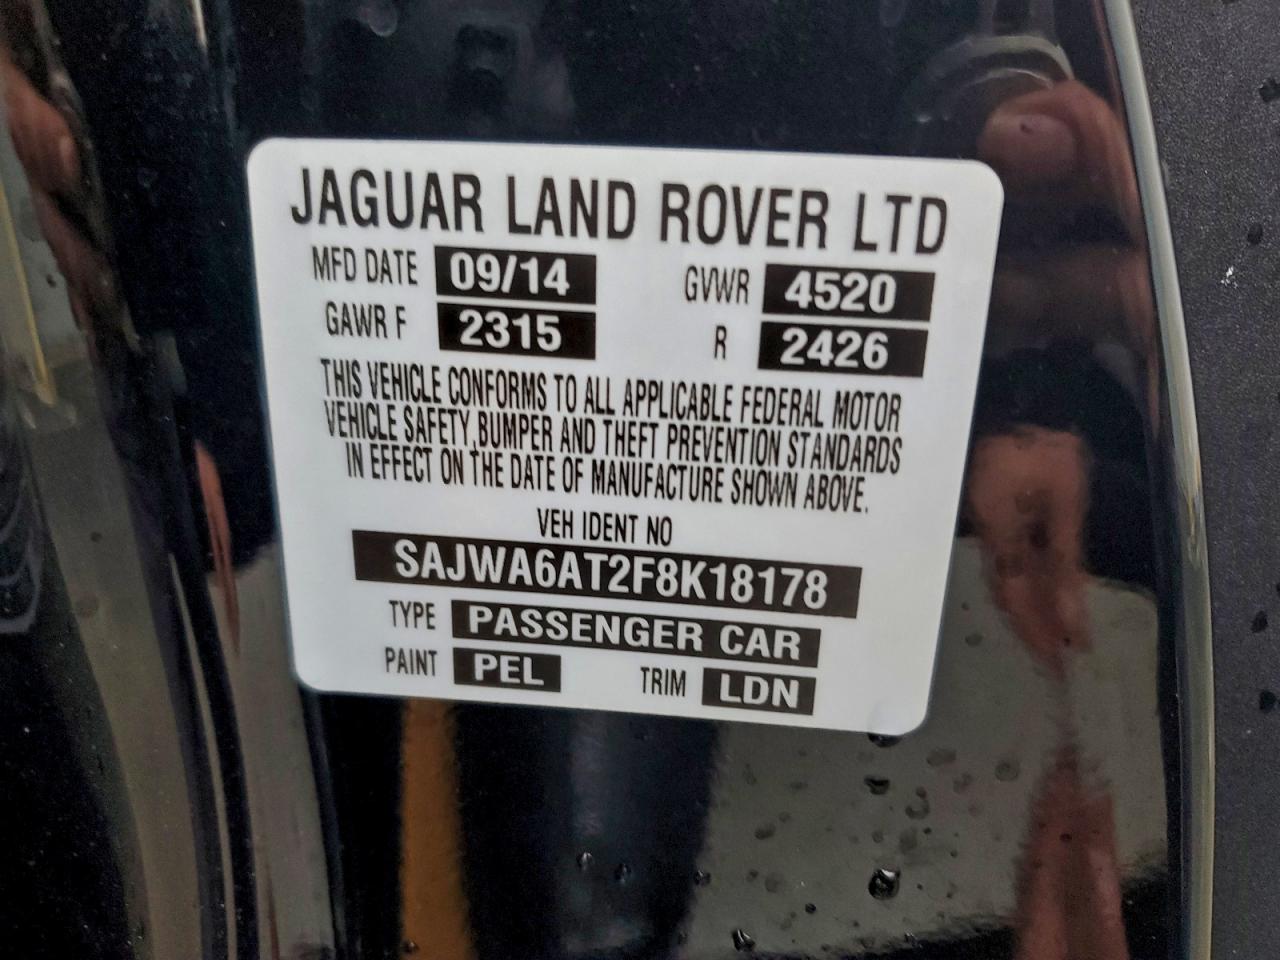 JAGUAR LAND ROVER LTD
MFD DATE 09/14 GVWR 4520
GAWR F 2315 R 2426
THIS VEHICLE CONFORMS TO ALL APPLICABLE FEDERAL MOTOR
VEHICLE SAFETY,BUMPER AND THEFT PREVENTION STANDARDS
IN EFFECT ON THE DATE OF MANUFACTURE SHOWN ABOVE.
VEH IDENT NO
SAJWA6AT2F8K18178
TYPE PASSENGER CAR
PAINT PEL TRIM LDN